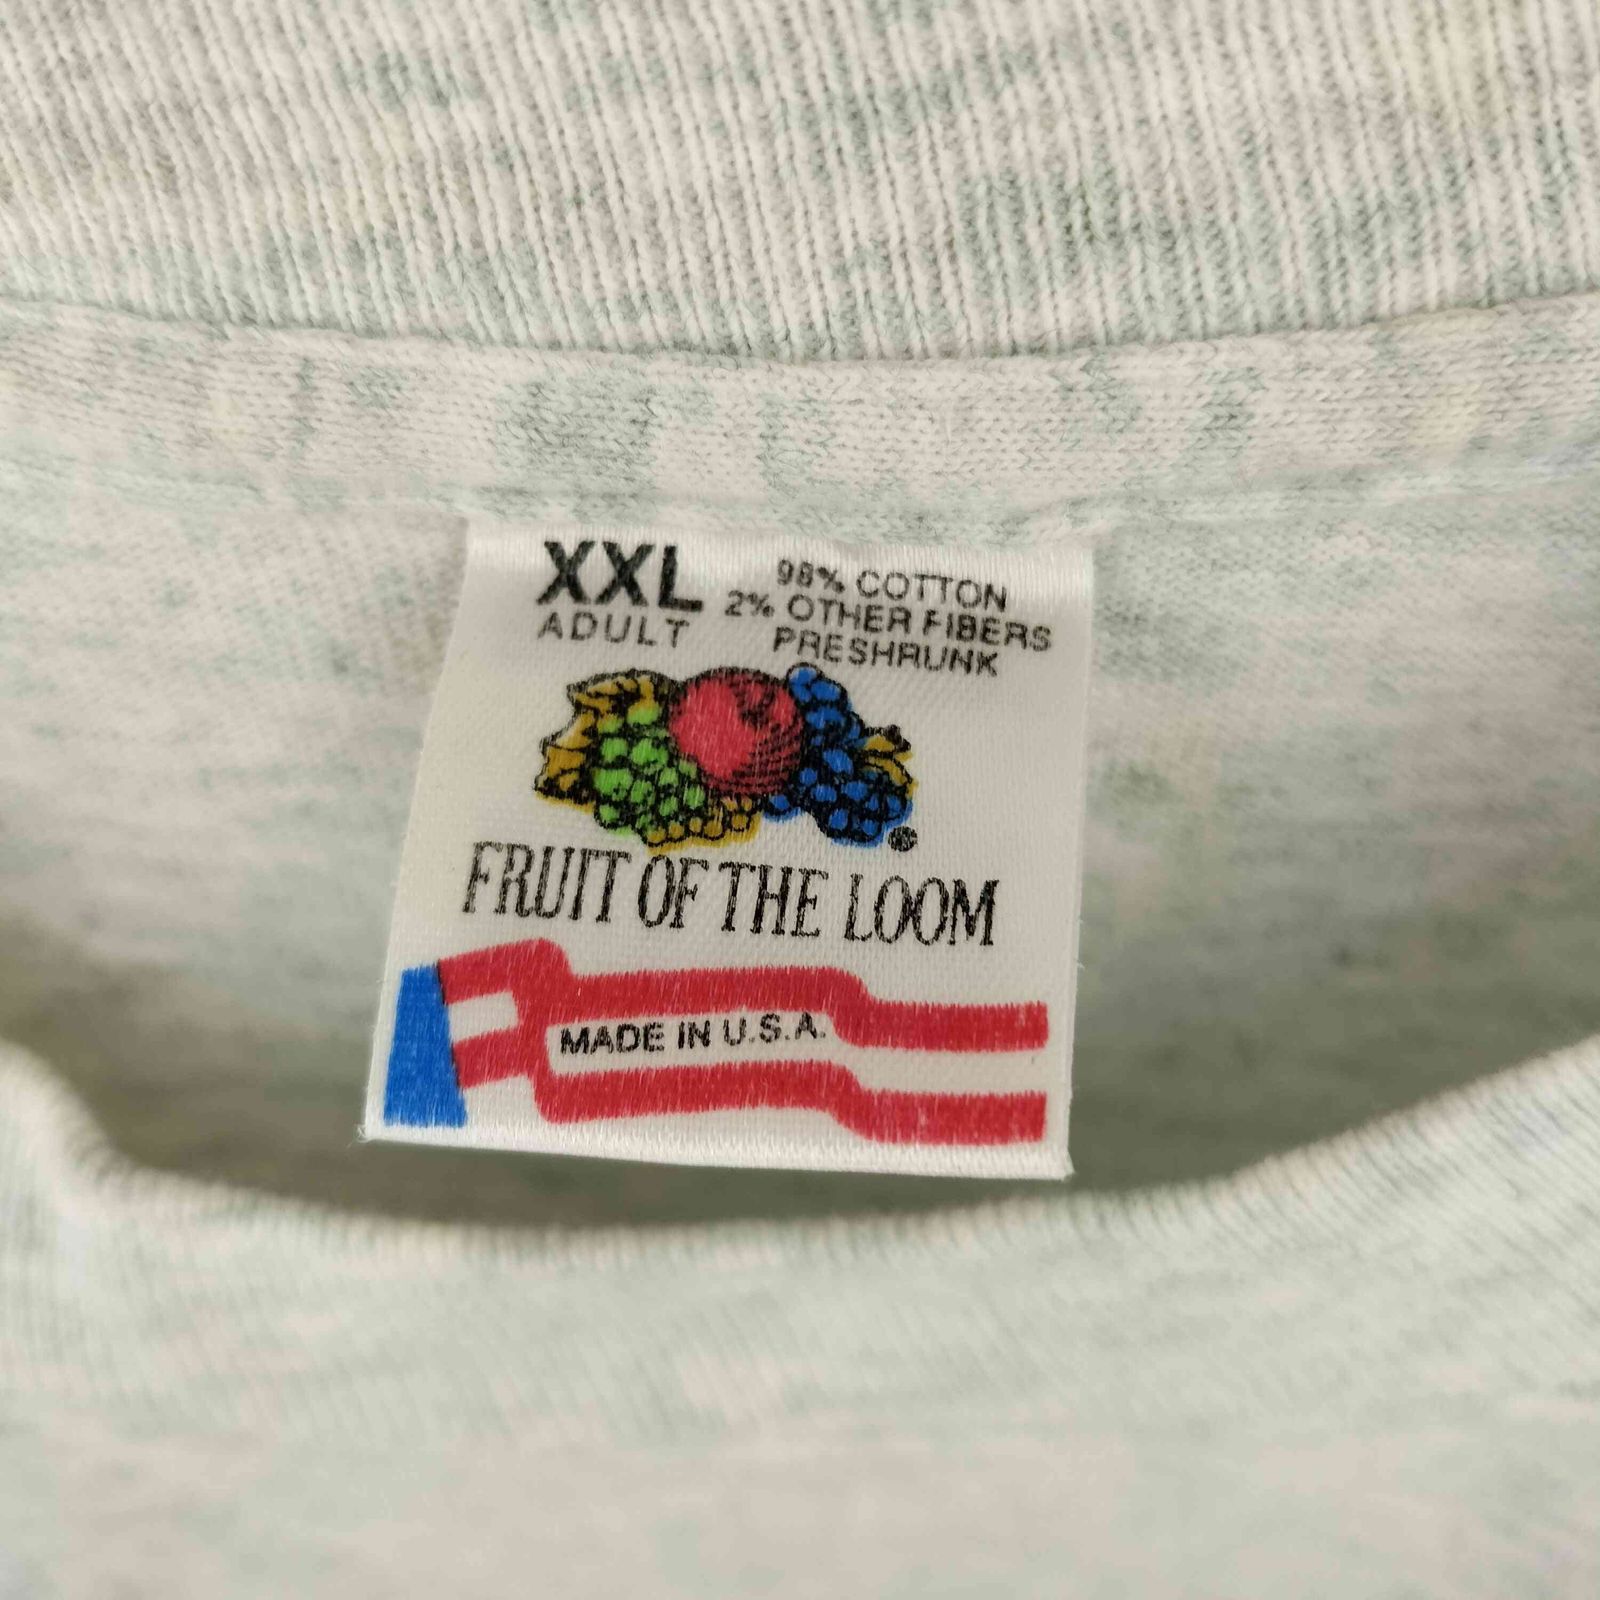 XXL
ADULT
98% COTTON
2% OTHER FIBERS
PRESHRUNK
®
FRUIT OF THE LOOM
MADE IN U.S.A.